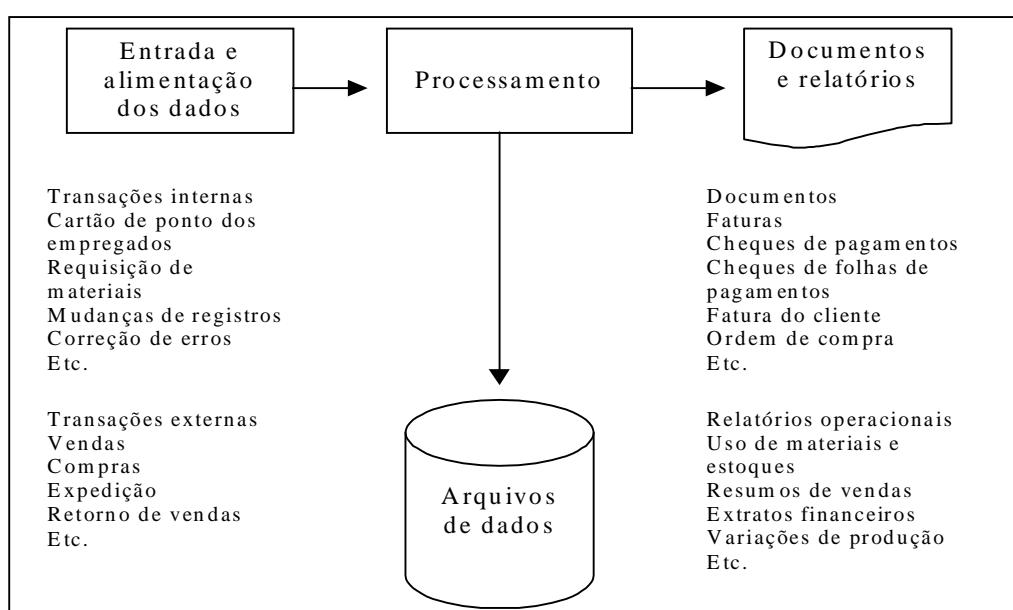 Entrada e
alimentação
dos dados
Processamento
Documentos
e relatórios
Transações internas
Cartão de ponto dos
empregados
Requisição de
materiais
Mudanças de registros
Correção de erros
Etc.
Transações externas
Vendas
Compras
Expedição
Retorno de vendas
Etc.
Arquivos
de dados
Documentos
Faturas
Cheques de pagamentos
Cheques de folhas de
pagamentos
Fatura do cliente
Ordem de compra
Etc.
Relatórios operacionais
Uso de materiais e
estoques
Resumos de vendas
Extratos financeiros
Variações de produção
Etc.